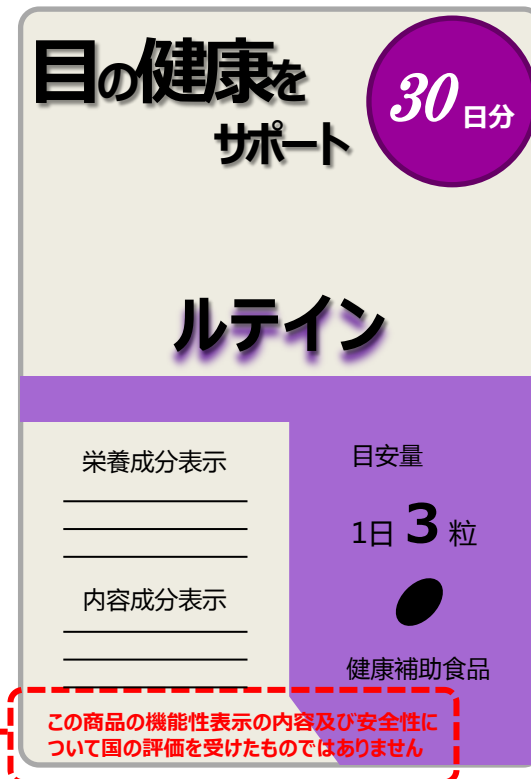 目の健康を
サポート
30日分
ルテイン
栄養成分表示
内容成分表示
目安量
1日 3 粒
健康補助食品
この商品の機能性表示の内容及び安全性に
ついて国の評価を受けたものではありません